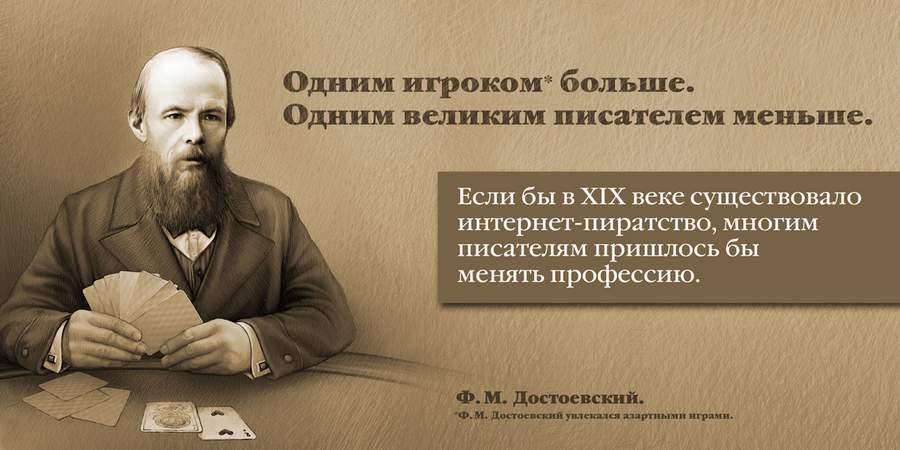 Одним игроком* больше.
Одним великим писателем меньше.
Если бы в XIX веке существовало
интернет-пиратство, многим
писателям пришлось бы
менять профессию.
Ф. М. Достоевский.
*Ф. М. Достоевский увлекался азартными играми.